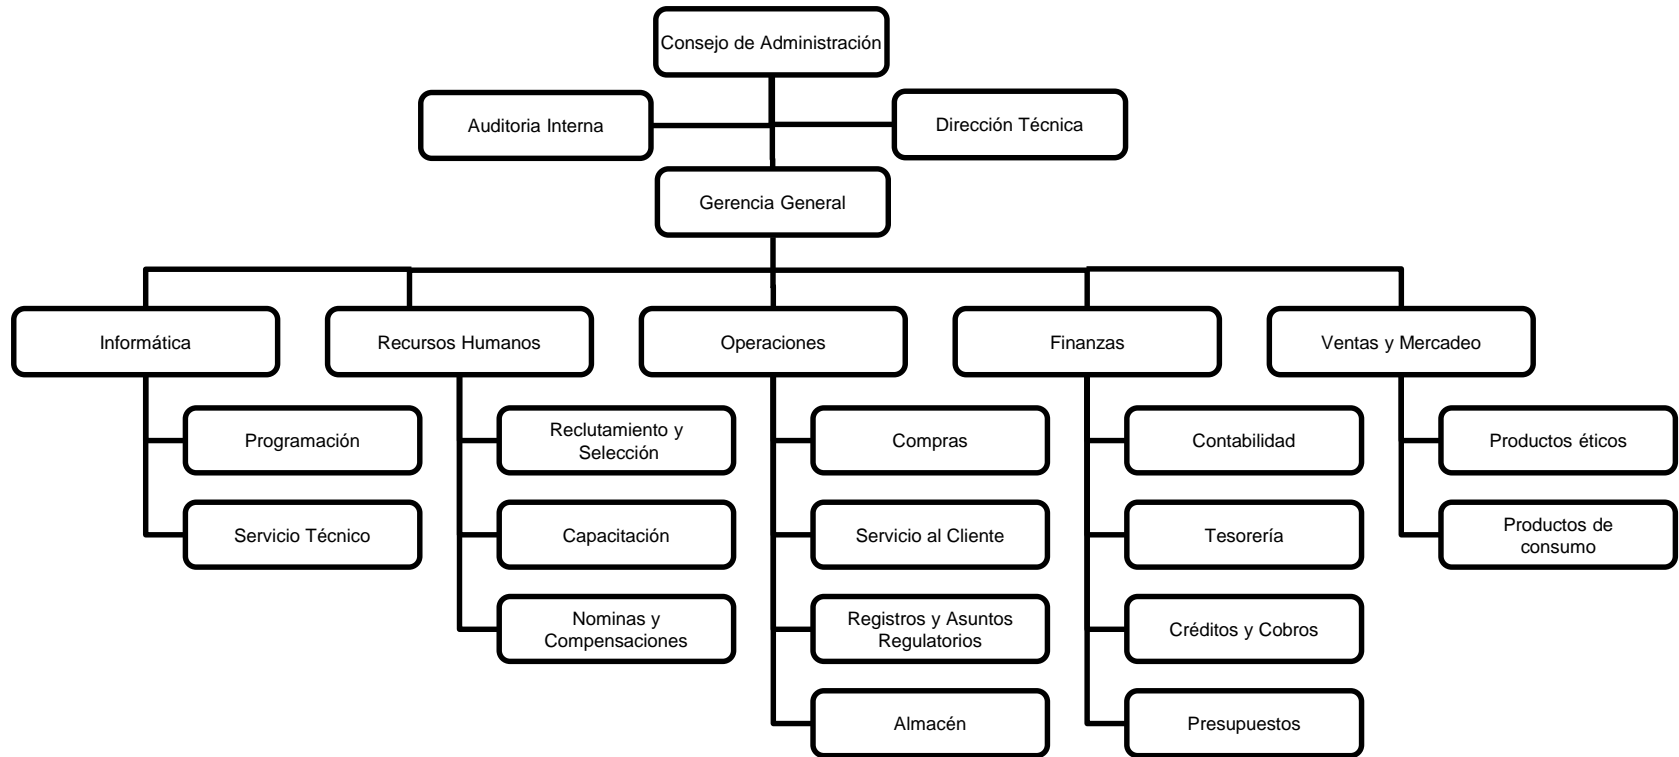 Consejo de Administración
Auditoria Interna
Dirección Técnica
Gerencia General
Informática
Recursos Humanos
Operaciones
Finanzas
Ventas y Mercadeo
Programación
Reclutamiento y
Selección
Compras
Contabilidad
Productos éticos
Servicio Técnico
Capacitación
Servicio al Cliente
Tesorería
Productos de
consumo
Nominas y
Compensaciones
Registros y Asuntos
Regulatorios
Créditos y Cobros
Almacén
Presupuestos